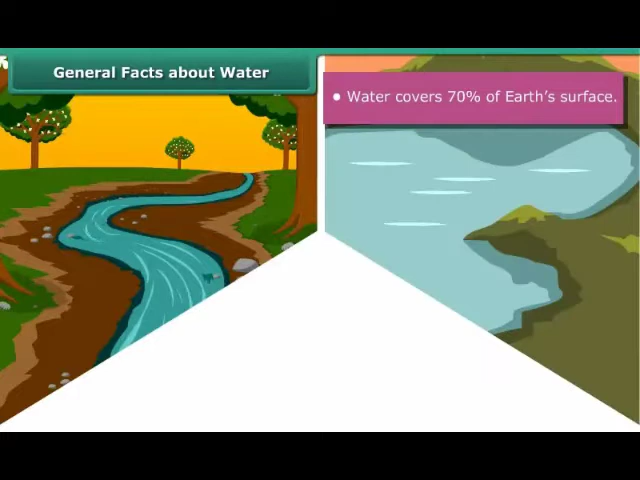 General Facts about Water
• Water covers 70% of Earth's surface.